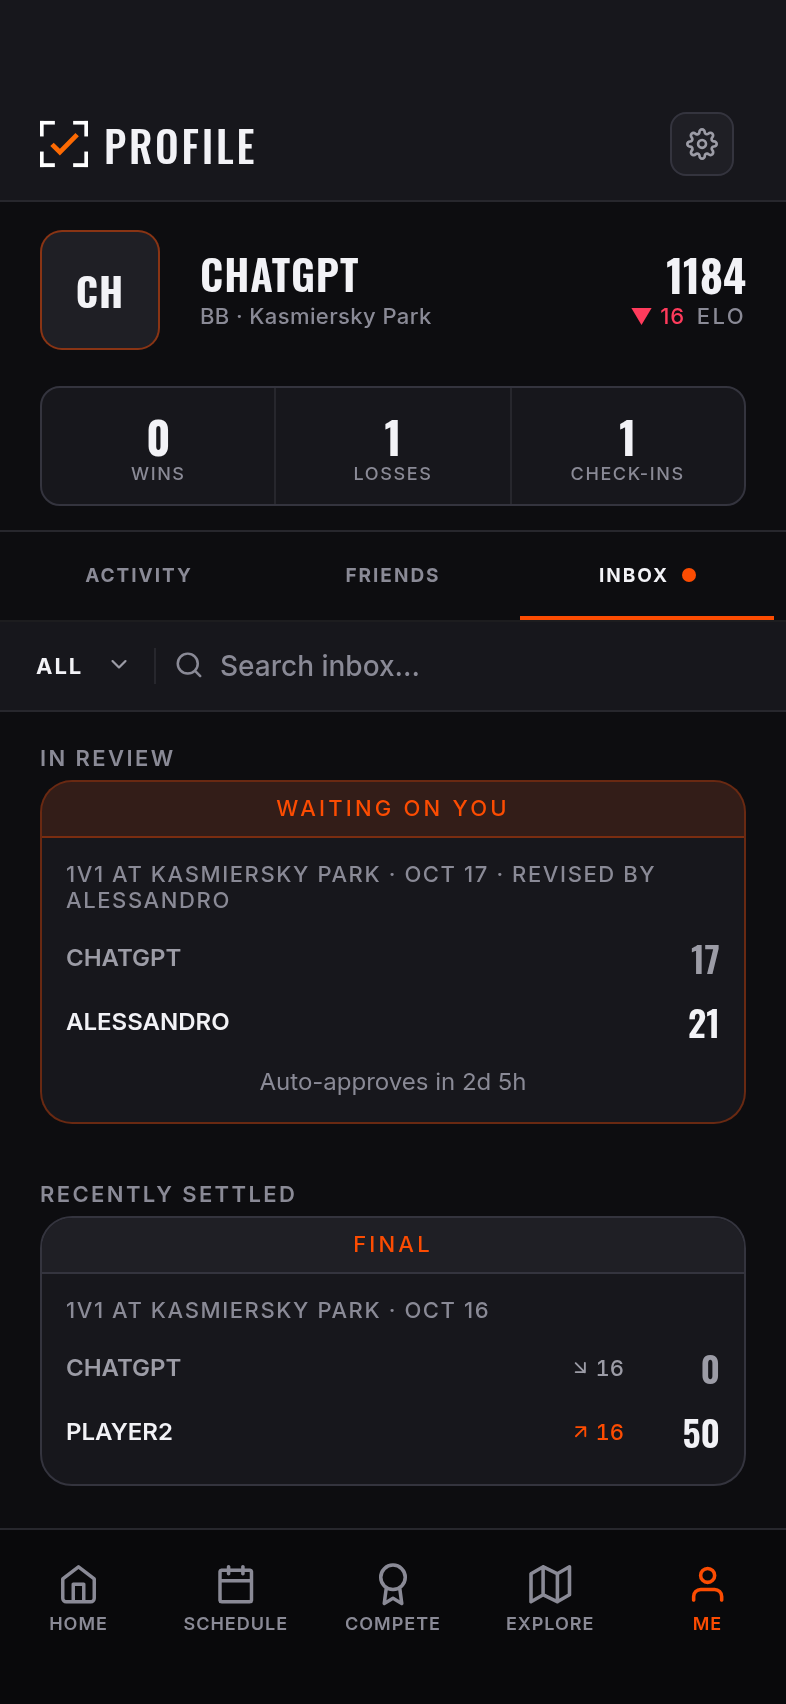 PROFILE
CH
CHATGPT
BB · Kasmiersky Park
1184
▼ 16 ELO
0
WINS
1
LOSSES
1
CHECK-INS
ACTIVITY
FRIENDS
INBOX
ALL
Search inbox...
IN REVIEW
WAITING ON YOU
1V1 AT KASMIERSKY PARK · OCT 17 · REVISED BY
ALESSANDRO
CHATGPT 17
ALESSANDRO 21
Auto-approves in 2d 5h
RECENTLY SETTLED
FINAL
1V1 AT KASMIERSKY PARK · OCT 16
CHATGPT ↘ 16 0
PLAYER2 ↗ 16 50
HOME
SCHEDULE
COMPETE
EXPLORE
ME